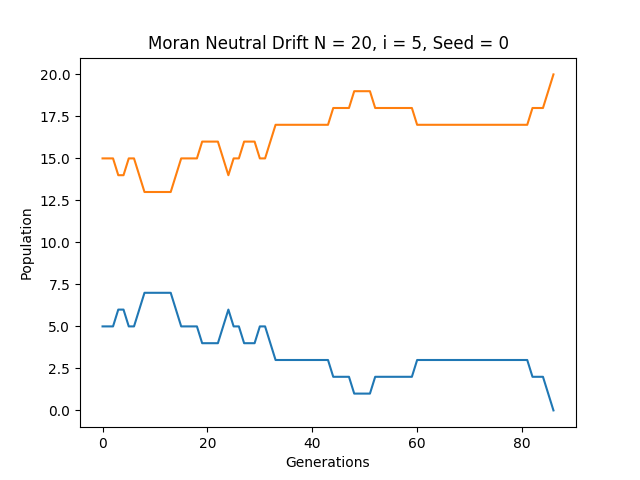 Moran Neutral Drift N = 20, i = 5, Seed = 0
20.0
17.5
15.0
12.5
10.0
7.5
5.0
2.5
0.0
Population
0 20 40 60 80
Generations